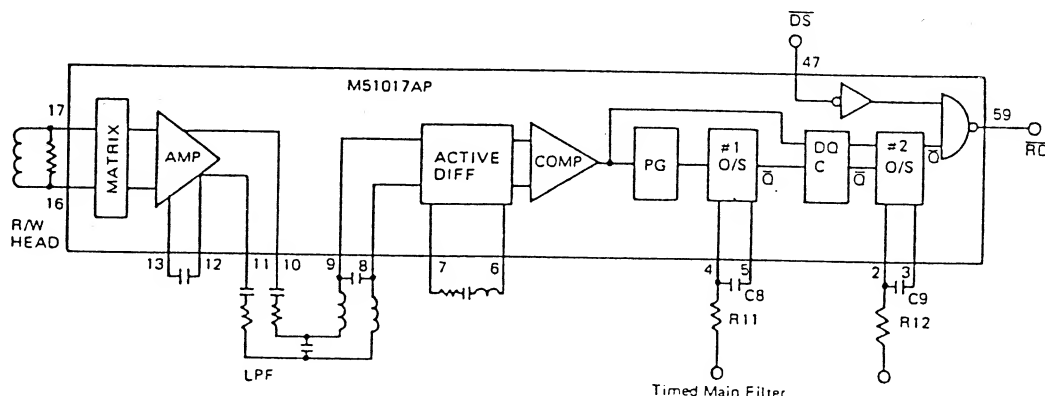 DS
47
M51017AP
17
59
RD
MATRIX
AMP
ACTIVE
DIFF
COMP
PG
#1
O/S
Q
DQ
C
Q
#2
O/S
Q
16
R/W
HEAD
13
12
11
10
9
8
7
6
4
5
C8
2
3
C9
R11
R12
LPF
Timed Main Filter